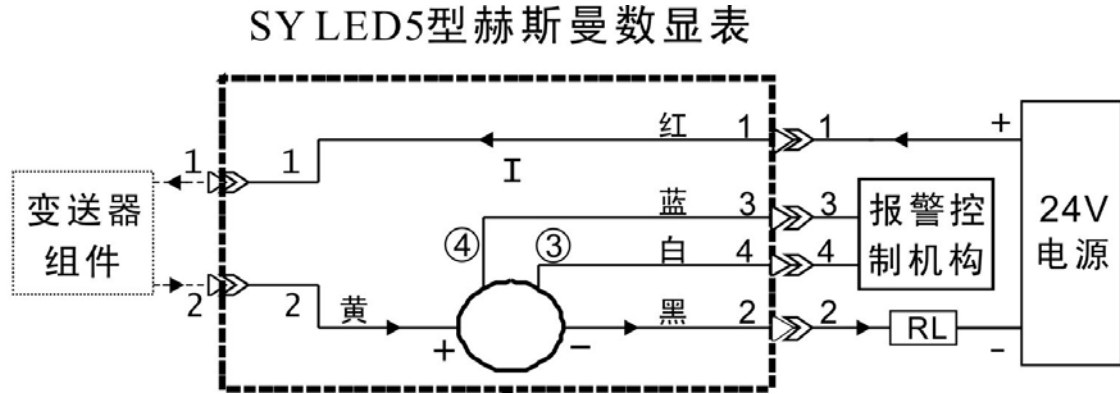 SY LED5型赫斯曼数显表
红 1 1 +
1 1
I
变送器
组件
蓝 3 3
④ ③
白 4 4
报警控
制机构
24V
电源
2 2
黄 + − 黑 2 2 RL -